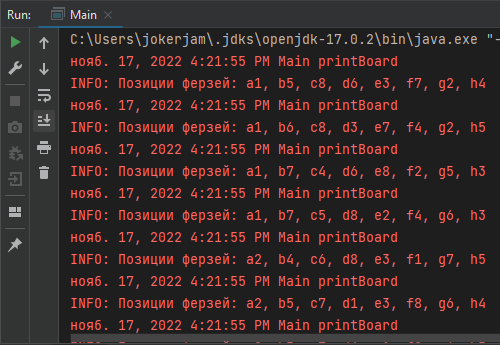 Run: Main
C:\Users\jokerjam\.jdks\openjdk-17.0.2\bin\java.exe "-
нояб. 17, 2022 4:21:55 PM Main printBoard
INFO: Позиции ферзей: a1, b5, c8, d6, e3, f7, g2, h4
нояб. 17, 2022 4:21:55 PM Main printBoard
INFO: Позиции ферзей: a1, b6, c8, d3, e7, f4, g2, h5
нояб. 17, 2022 4:21:55 PM Main printBoard
INFO: Позиции ферзей: a1, b7, c4, d6, e8, f2, g5, h3
нояб. 17, 2022 4:21:55 PM Main printBoard
INFO: Позиции ферзей: a1, b7, c5, d8, e2, f4, g6, h3
нояб. 17, 2022 4:21:55 PM Main printBoard
INFO: Позиции ферзей: a2, b4, c6, d8, e3, f1, g7, h5
нояб. 17, 2022 4:21:55 PM Main printBoard
INFO: Позиции ферзей: a2, b5, c7, d1, e3, f8, g6, h4
нояб. 17, 2022 4:21:55 PM Main printBoard